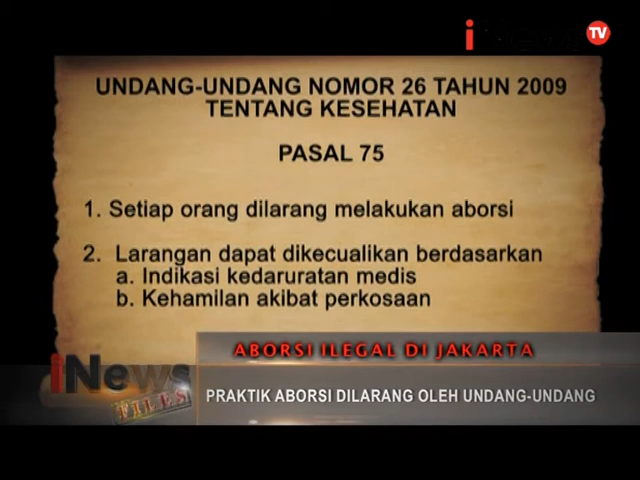 iNews TV
UNDANG-UNDANG NOMOR 26 TAHUN 2009
TENTANG KESEHATAN
PASAL 75
1. Setiap orang dilarang melakukan aborsi
2. Larangan dapat dikecualikan berdasarkan
a. Indikasi kedaruratan medis
b. Kehamilan akibat perkosaan
ABORSI ILEGAL DI JAKARTA
iNews
FILES
PRAKTIK ABORSI DILARANG OLEH UNDANG-UNDANG